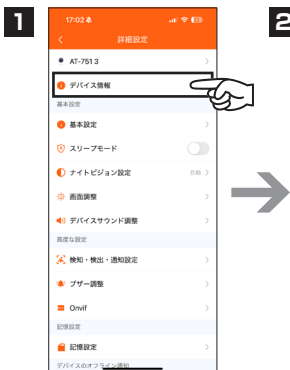 1
2
17:02
詳細設定
AT-7513
デバイス情報
基本設定
基本設定
スリープモード
ナイトビジョン設定 自動
画面調整
デバイスサウンド調整
高度な設定
検知・検出・通知設定
ブザー調整
Onvif
記憶設定
記憶設定
デバイスのオフライン通知